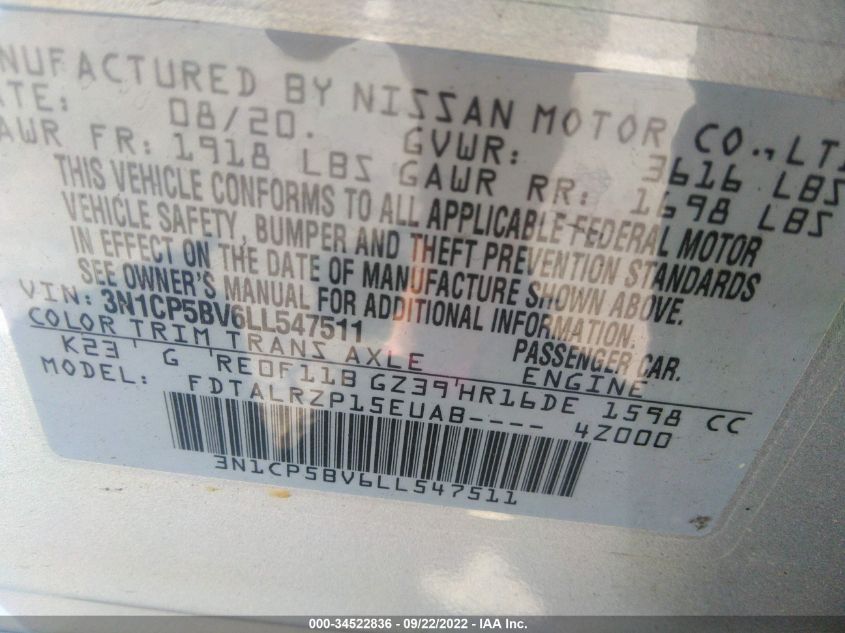 NUFACTURED BY NISSAN MOTOR CO., LT
ATE: 08/20. GVWR: 3616 LBS
AWR FR: 1918 LBS GAWR RR: 1698 LBS
THIS VEHICLE CONFORMS TO ALL APPLICABLE FEDERAL MOTOR
VEHICLE SAFETY, BUMPER AND THEFT PREVENTION STANDARDS
IN EFFECT ON THE DATE OF MANUFACTURE SHOWN ABOVE.
SEE OWNER'S MANUAL FOR ADDITIONAL INFORMATION.
VIN: 3N1CP5BV6LL547511 PASSENGER CAR.
COLOR TRIM TRANS AXLE ENGINE
K23' G 'RE0F11B GZ39'HR16DE 1598 CC
MODEL: FDTALRZP15EUAB---- 4Z000
3N1CP5BV6LL547511
000-34522836 - 09/22/2022 - IAA Inc.